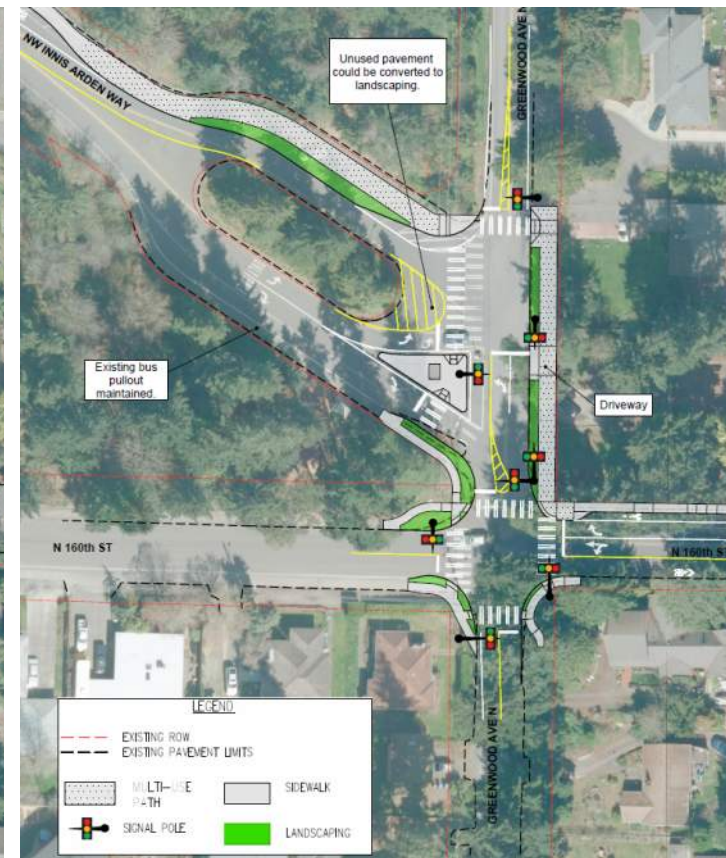 NW INNIS ARDEN WAY
GREENWOOD AVE N
Unused pavement
could be converted to
landscaping.
Existing bus
pullout
maintained.
Driveway
N 160th ST
N 160th ST
GREENWOOD AVE N
LEGEND
EXISTING ROW
EXISTING PAVEMENT LIMITS
MULTI-USE
PATH
SIDEWALK
SIGNAL POLE
LANDSCAPING